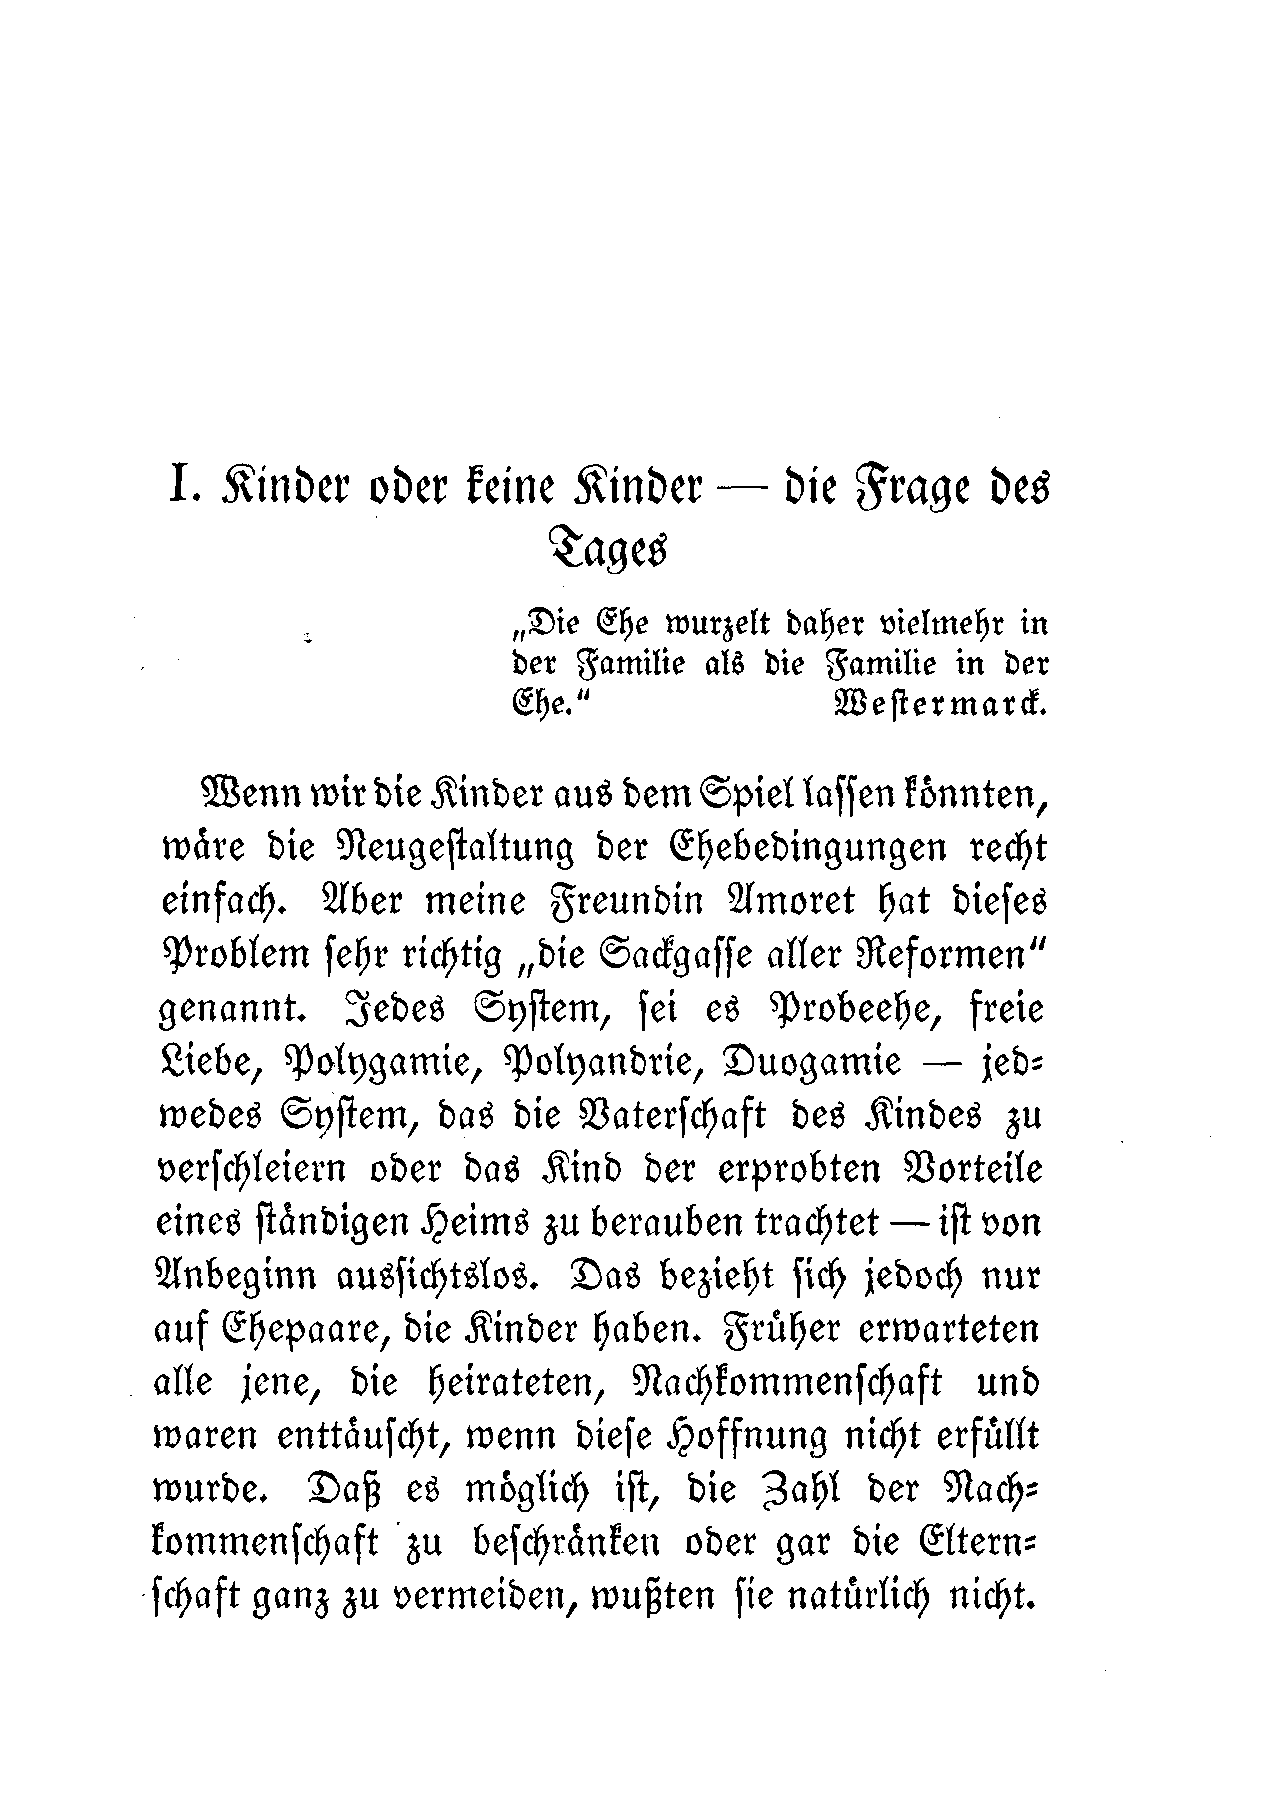 I. Kinder oder keine Kinder — die Frage des
Tages
„Die Ehe wurzelt daher vielmehr in
der Familie als die Familie in der
Ehe.“ Westermarck.
Wenn wir die Kinder aus dem Spiel lassen könnten,
wäre die Neugestaltung der Ehebedingungen recht
einfach. Aber meine Freundin Amoret hat dieses
Problem sehr richtig „die Sackgasse aller Reformen“
genannt. Jedes System, sei es Probeehe, freie
Liebe, Polygamie, Polyandrie, Duogamie — jed-
wedes System, das die Vaterschaft des Kindes zu
verschleiern oder das Kind der erprobten Vorteile
eines ständigen Heims zu berauben trachtet — ist von
Anbeginn aussichtslos. Das bezieht sich jedoch nur
auf Ehepaare, die Kinder haben. Früher erwarteten
alle jene, die heirateten, Nachkommenschaft und
waren enttäuscht, wenn diese Hoffnung nicht erfüllt
wurde. Daß es möglich ist, die Zahl der Nach-
kommenschaft zu beschränken oder gar die Eltern-
schaft ganz zu vermeiden, wußten sie natürlich nicht.